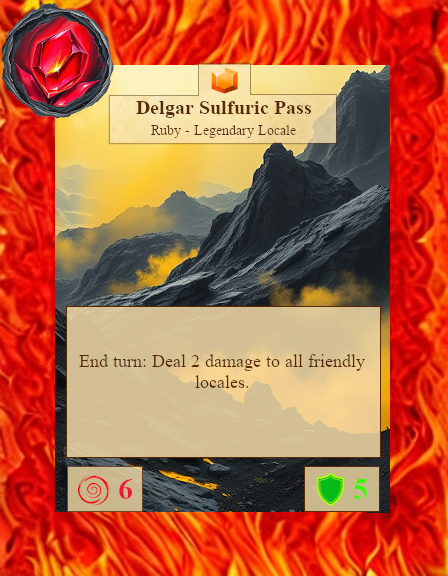 Delgar Sulfuric Pass
Ruby - Legendary Locale
End turn: Deal 2 damage to all friendly
locales.
6
5